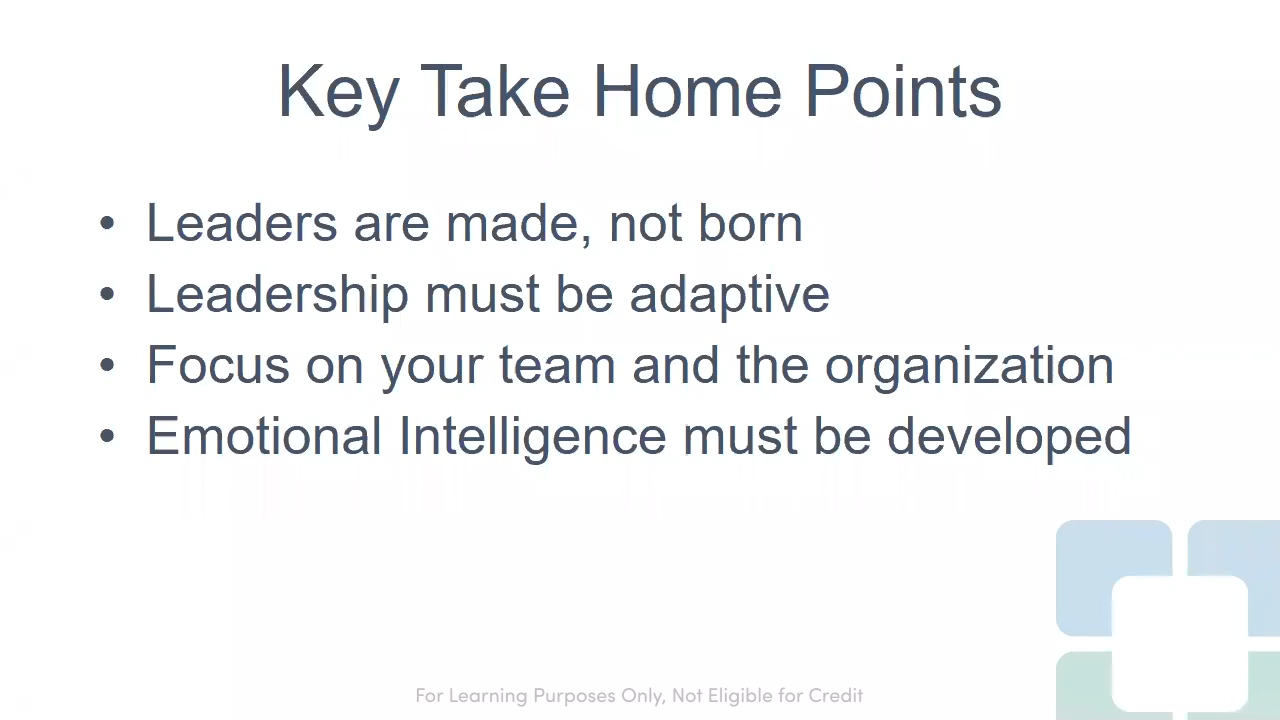 Key Take Home Points
• Leaders are made, not born
• Leadership must be adaptive
• Focus on your team and the organization
• Emotional Intelligence must be developed
For Learning Purposes Only, Not Eligible for Credit